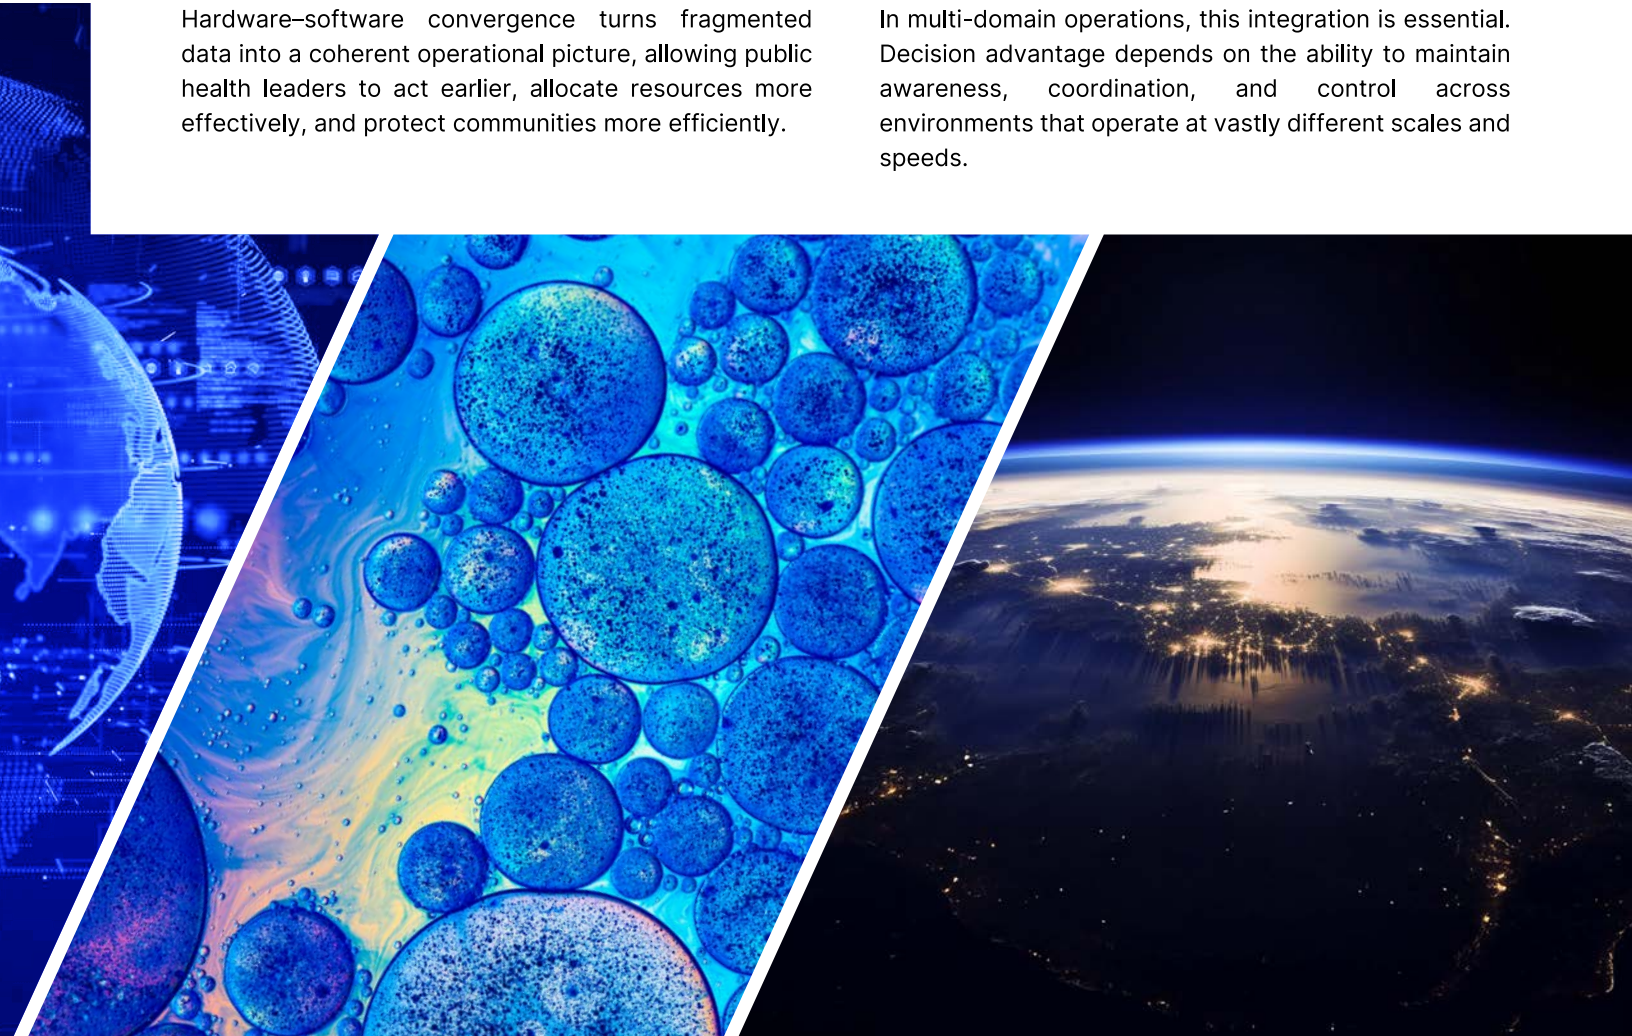 Hardware–software convergence turns fragmented
data into a coherent operational picture, allowing public
health leaders to act earlier, allocate resources more
effectively, and protect communities more efficiently.
In multi-domain operations, this integration is essential.
Decision advantage depends on the ability to maintain
awareness, coordination, and control across
environments that operate at vastly different scales and
speeds.